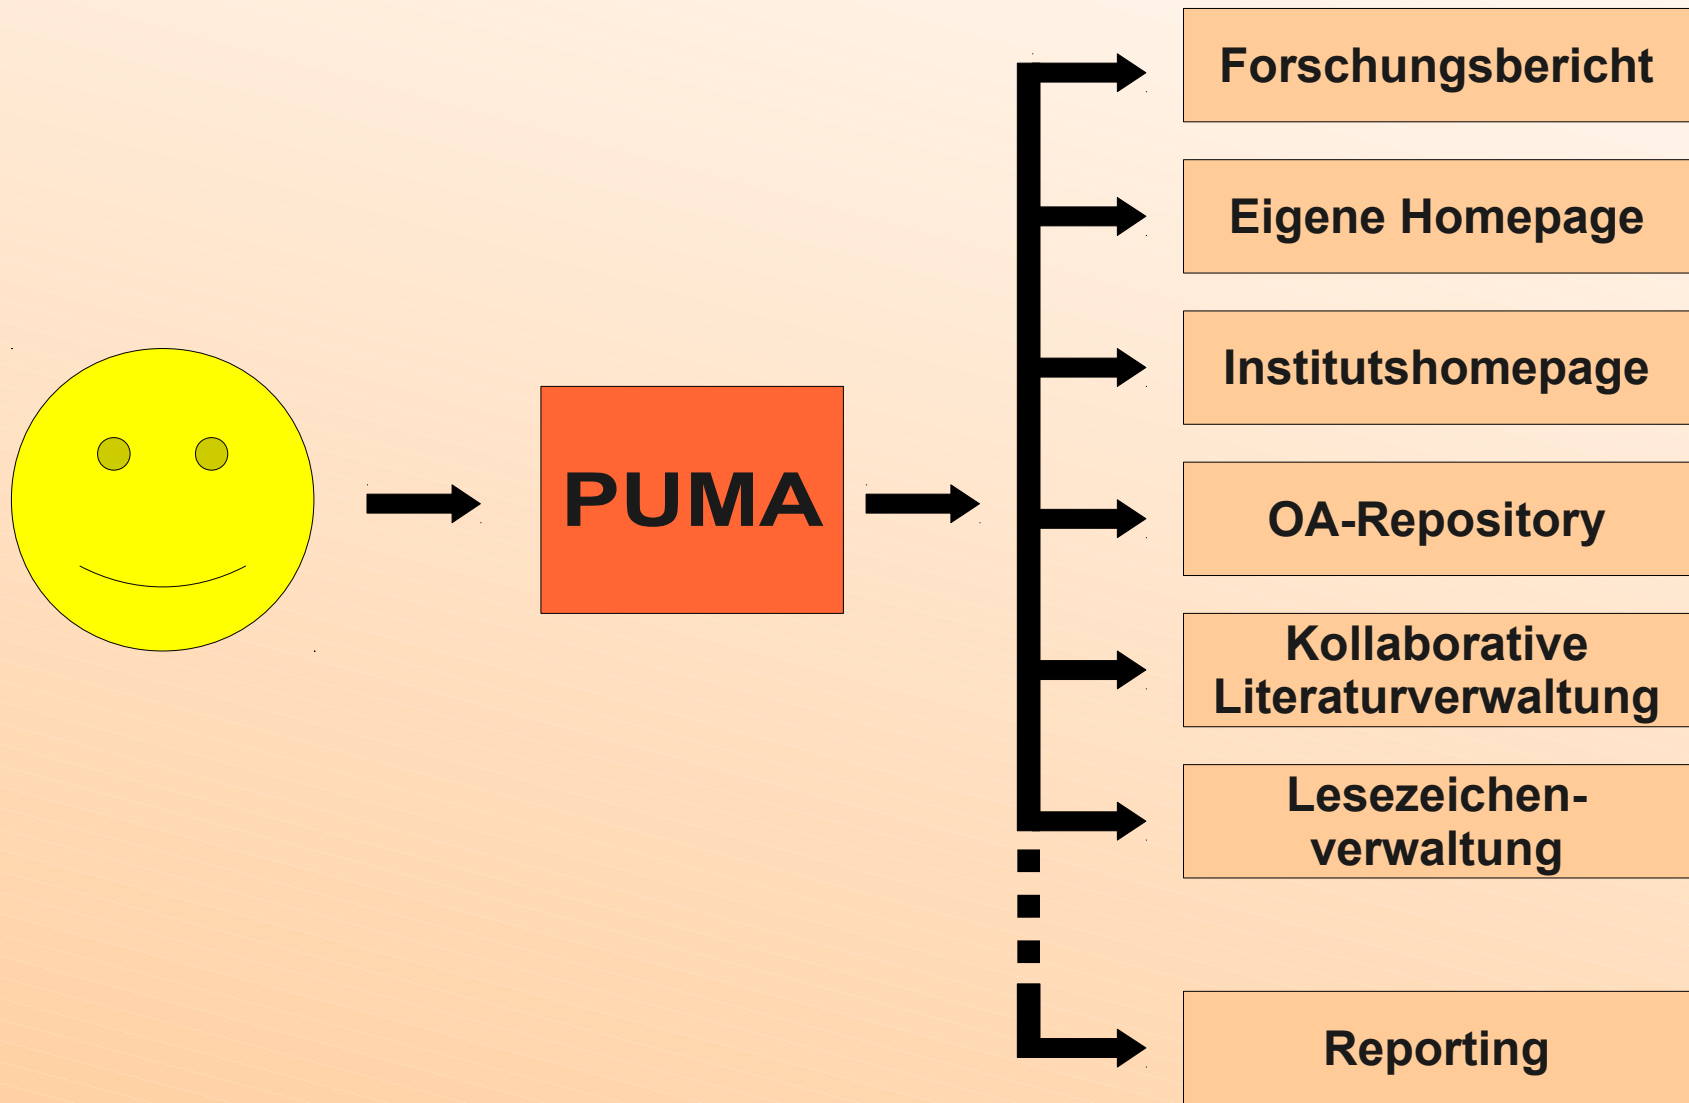 Forschungsbericht
Eigene Homepage
Institutshomepage
PUMA
OA-Repository
Kollaborative
Literaturverwaltung
Lesezeichen-
verwaltung
Reporting